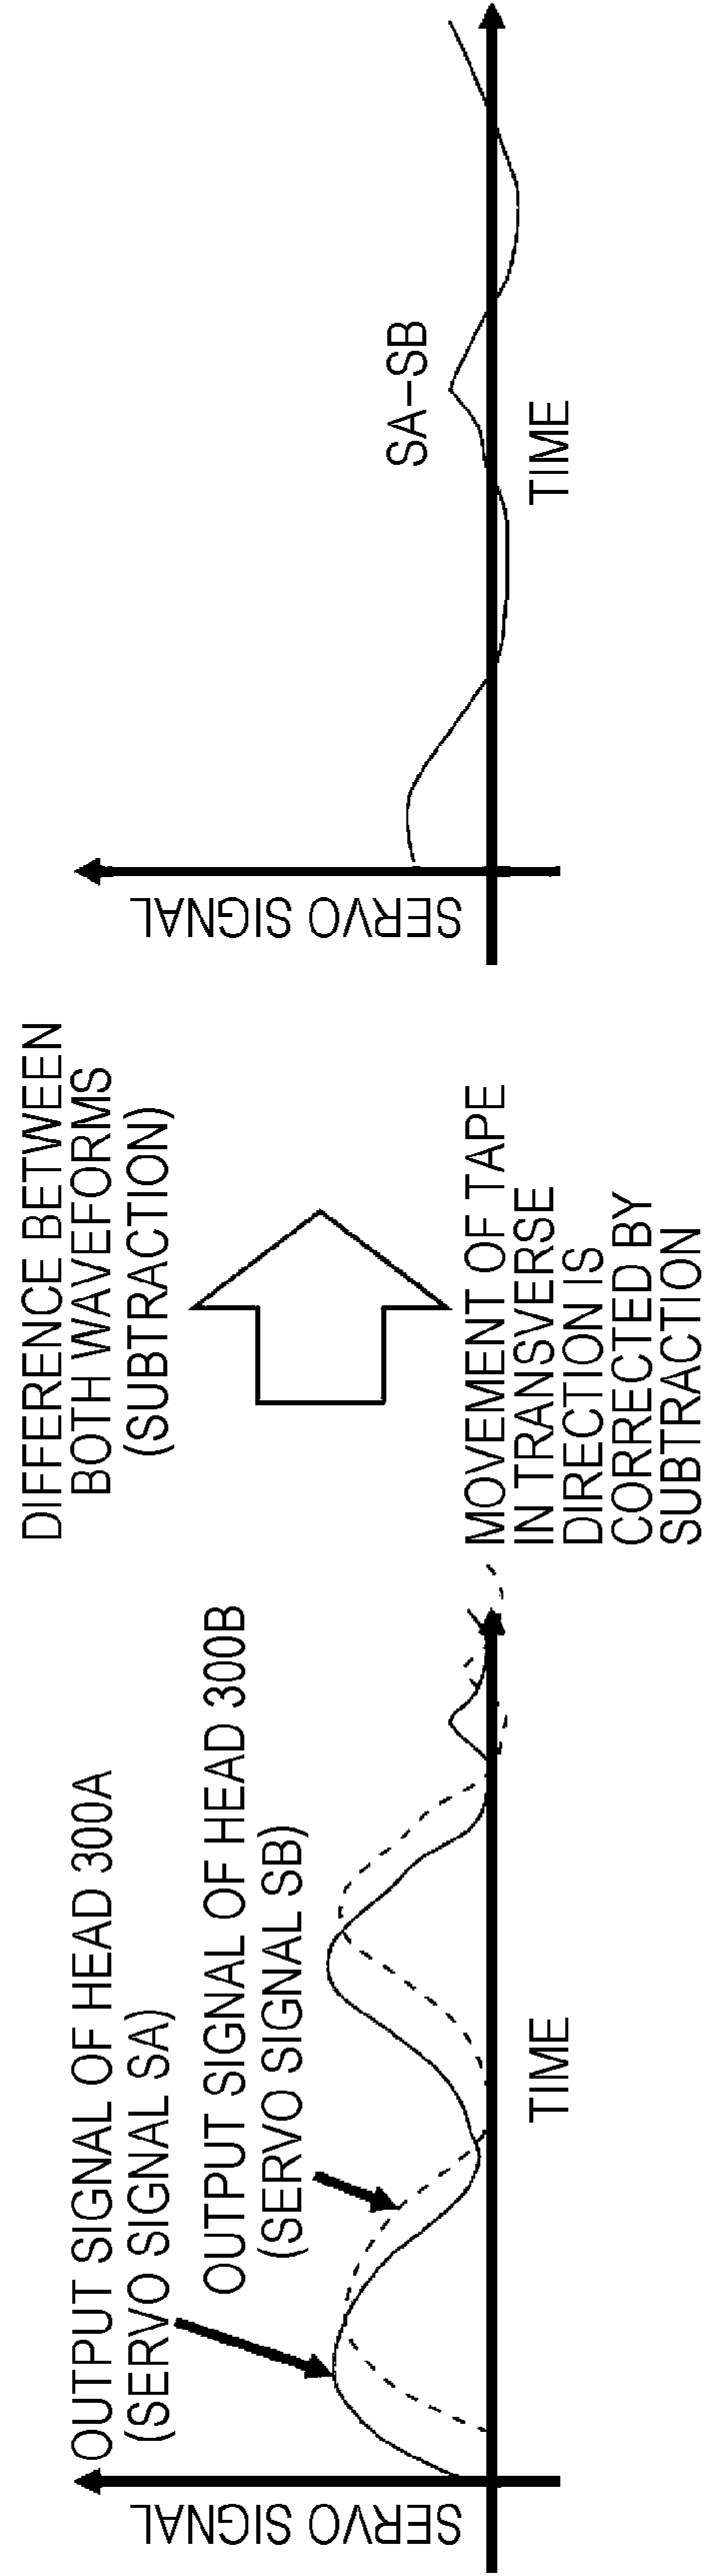 OUTPUT SIGNAL OF HEAD 300A
(SERVO SIGNAL SA)
OUTPUT SIGNAL OF HEAD 300B
(SERVO SIGNAL SB)
SERVO SIGNAL
TIME
DIFFERENCE BETWEEN
BOTH WAVEFORMS
(SUBTRACTION)
MOVEMENT OF TAPE
IN TRANSVERSE
DIRECTION IS
CORRECTED BY
SUBTRACTION
SERVO SIGNAL
SA-SB
TIME